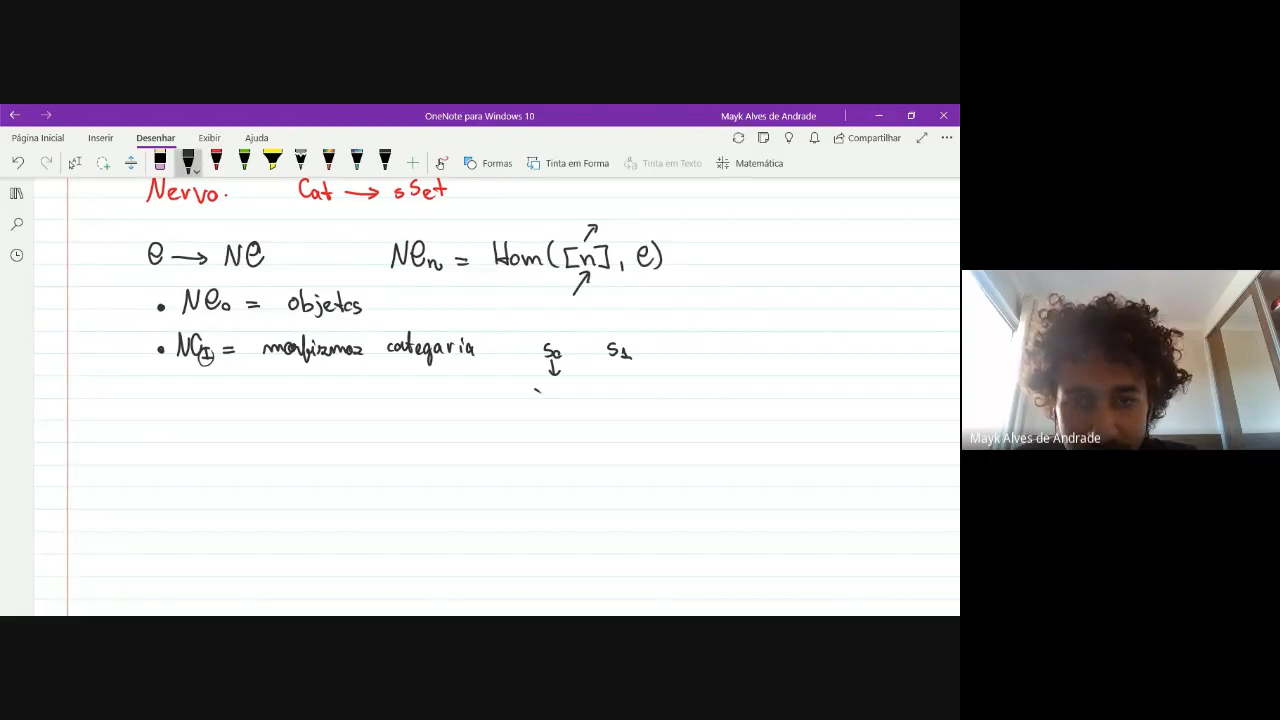 OneNote para Windows 10 Mayk Alves de Andrade
Página Inicial Inserir Desenhar Exibir Ajuda Compartilhar
Formas Tinta em Forma Tinta em Texto Matemática
Nervo. Cat → sSet
C → NC NCₙ = Hom([n], C)
• NC₀ = objetos
• NC₁ = morfizmoz categoria s₀ s₁
Mayk Alves de Andrade